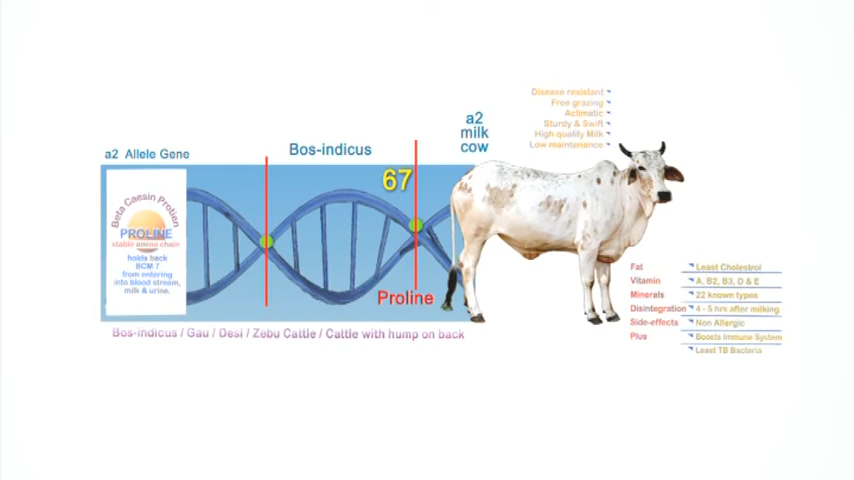 Disease resistant
Free grazing
Aclimatic
Sturdy & Swift
High quality Milk
Low maintenance
a2
milk
cow
Bos-indicus
a2 Allele Gene
67
Beta Caesin Protien
PROLINE
stable amino chain
holds back
BCM 7
from entering
into blood stream,
milk & urine.
Proline
Bos-indicus / Gau / Desi / Zebu Cattle / Cattle with hump on back
Fat Least Cholestrol
Vitamin A, B2, B3, D & E
Minerals 22 known types
Disintegration 4 - 5 hrs after milking
Side-effects Non Allergic
Plus Boosts Immune System
Least TB Bacteria